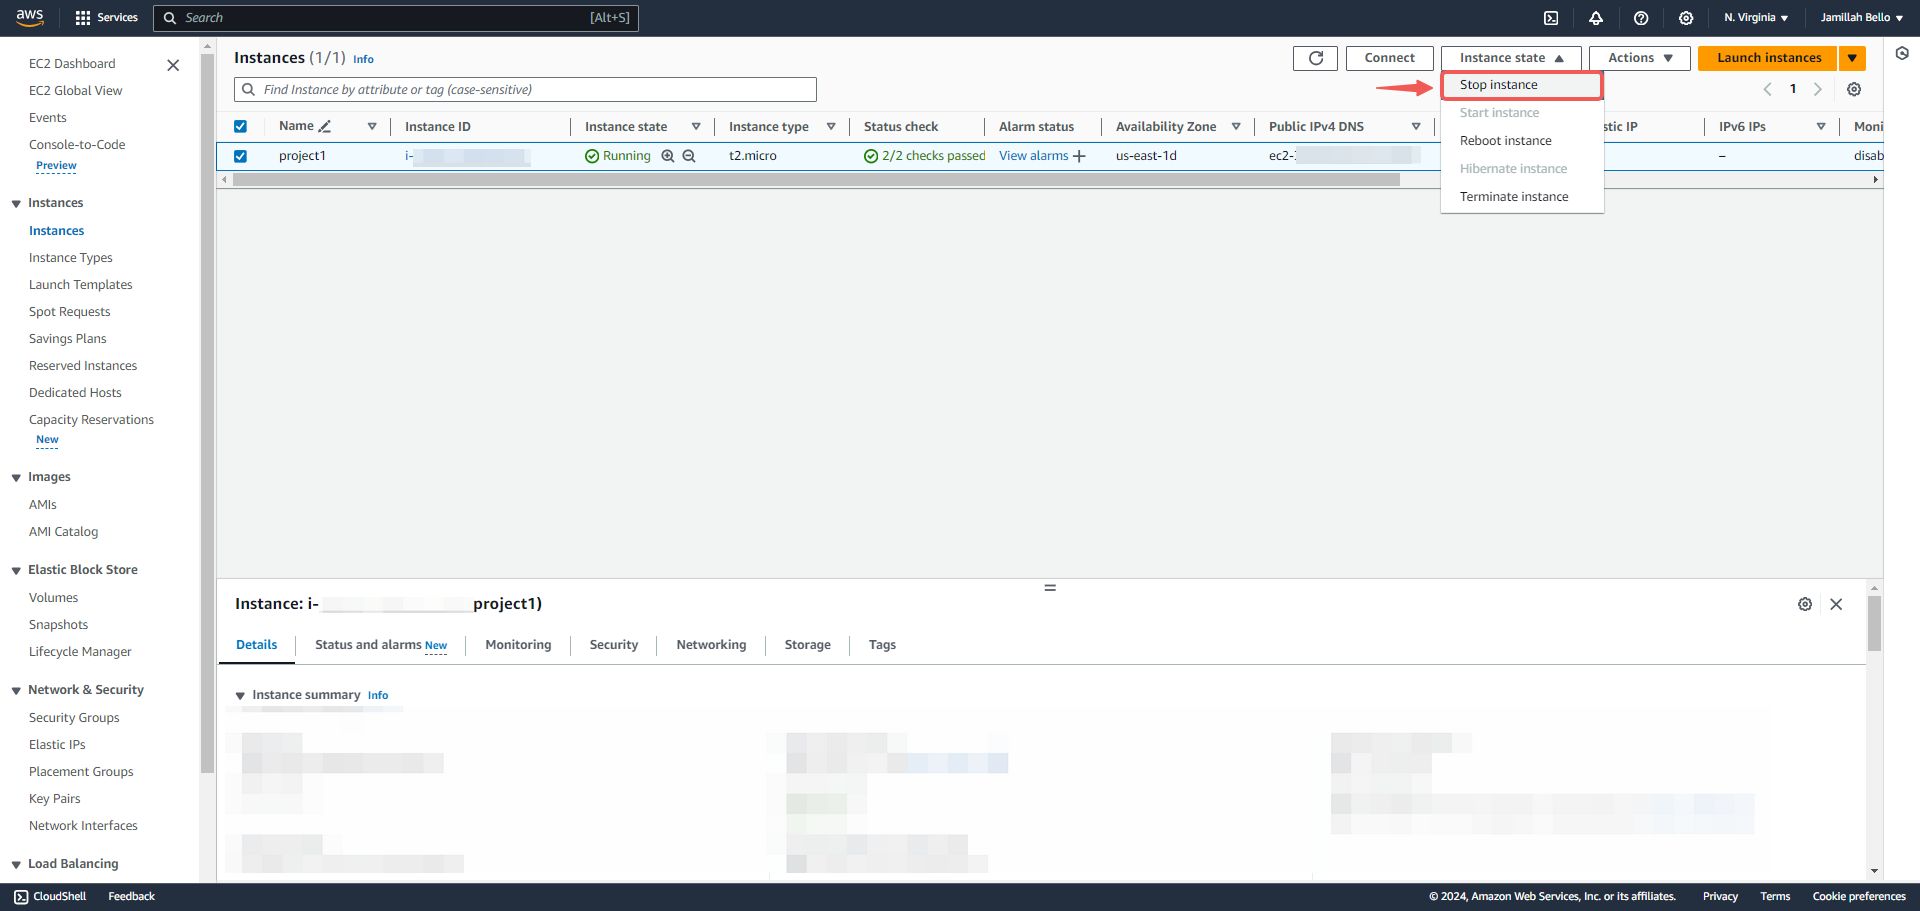 aws Services Search [Alt+S] N. Virginia Jamillah Bello
EC2 Dashboard
EC2 Global View
Events
Console-to-Code
Preview
Instances
Instances
Instance Types
Launch Templates
Spot Requests
Savings Plans
Reserved Instances
Dedicated Hosts
Capacity Reservations
New
Images
AMIs
AMI Catalog
Elastic Block Store
Volumes
Snapshots
Lifecycle Manager
Network & Security
Security Groups
Elastic IPs
Placement Groups
Key Pairs
Network Interfaces
Load Balancing
Instances (1/1) Info Connect Instance state Actions Launch instances
Find Instance by attribute or tag (case-sensitive) 1
Stop instance
Start instance
Reboot instance
Hibernate instance
Terminate instance
Name Instance ID Instance state Instance type Status check Alarm status Availability Zone Public IPv4 DNS IP IPv6 IPs Moni
project1 i- Running t2.micro 2/2 checks passed View alarms us-east-1d ec2- – disab
Instance: i- project1)
Details Status and alarms New Monitoring Security Networking Storage Tags
Instance summary Info
CloudShell Feedback © 2024, Amazon Web Services, Inc. or its affiliates. Privacy Terms Cookie preferences